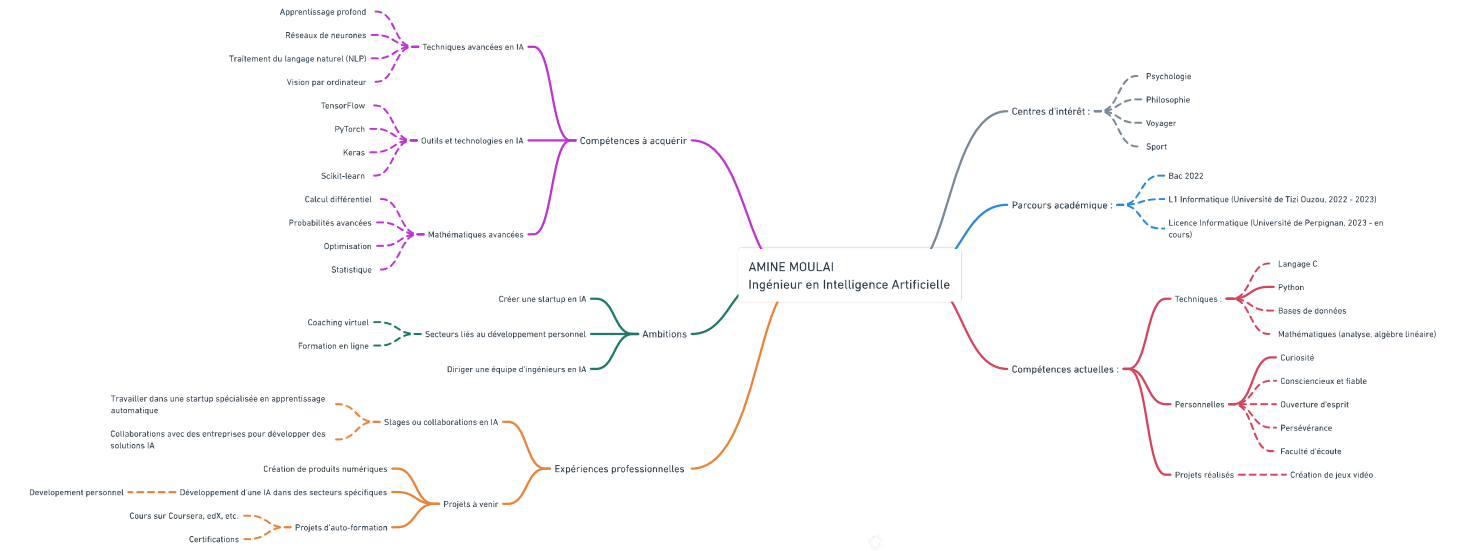 AMINE MOULAI
Ingénieur en Intelligence Artificielle
Compétences à acquérir
Techniques avancées en IA
Apprentissage profond
Réseaux de neurones
Traitement du langage naturel (NLP)
Vision par ordinateur
Outils et technologies en IA
TensorFlow
PyTorch
Keras
Scikit-learn
Mathématiques avancées
Calcul différentiel
Probabilités avancées
Optimisation
Statistique
Ambitions
Créer une startup en IA
Secteurs liés au développement personnel
Coaching virtuel
Formation en ligne
Diriger une équipe d'ingénieurs en IA
Expériences professionnelles
Stages ou collaborations en IA
Travailler dans une startup spécialisée en apprentissage
automatique
Collaborations avec des entreprises pour développer des
solutions IA
Projets à venir
Création de produits numériques
Développement d'une IA dans des secteurs spécifiques
Developement personnel
Projets d'auto-formation
Cours sur Coursera, edX, etc.
Certifications
Centres d'intérêt :
Psychologie
Philosophie
Voyager
Sport
Parcours académique :
Bac 2022
L1 Informatique (Université de Tizi Ouzou, 2022 - 2023)
Licence Informatique (Université de Perpignan, 2023 - en
cours)
Compétences actuelles :
Techniques :
Langage C
Python
Bases de données
Mathématiques (analyse, algèbre linéaire)
Personnelles
Curiosité
Consciencieux et fiable
Ouverture d'esprit
Persévérance
Faculté d'écoute
Projets réalisés
Création de jeux vidéo